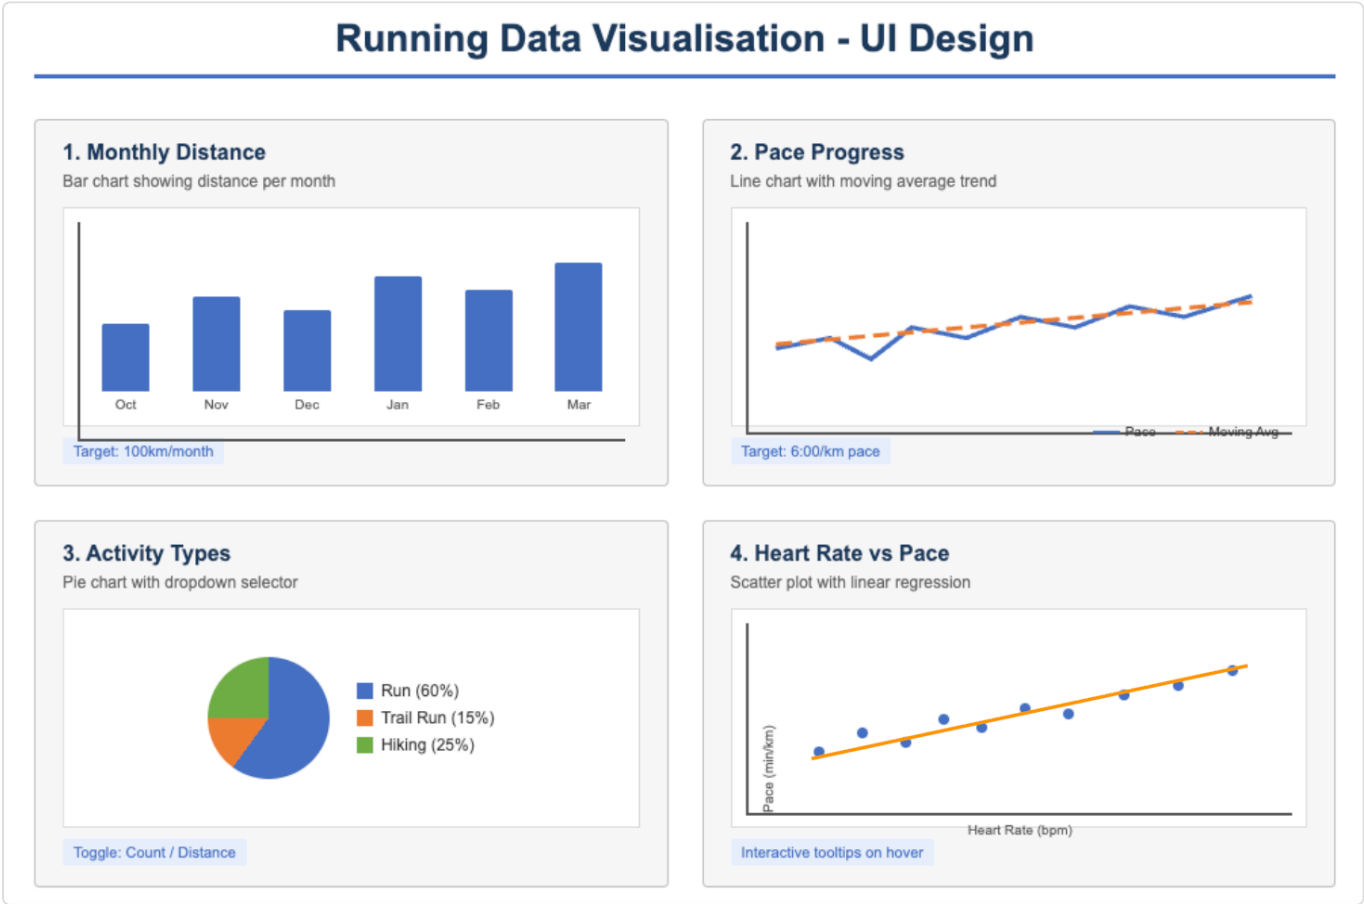 Running Data Visualisation - UI Design
1. Monthly Distance
Bar chart showing distance per month
Oct Nov Dec Jan Feb Mar
Target: 100km/month
2. Pace Progress
Line chart with moving average trend
Pace Moving Avg
Target: 6:00/km pace
3. Activity Types
Pie chart with dropdown selector
Run (60%)
Trail Run (15%)
Hiking (25%)
Toggle: Count / Distance
4. Heart Rate vs Pace
Scatter plot with linear regression
Pace (min/km)
Heart Rate (bpm)
Interactive tooltips on hover